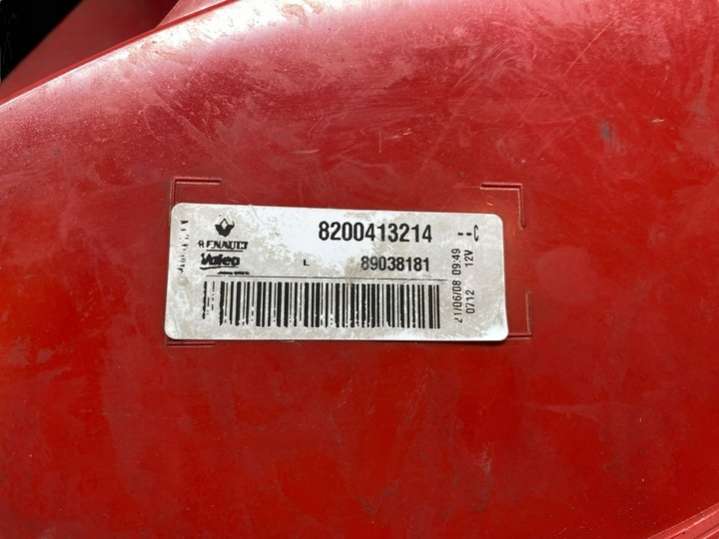 RENAULT
8200413214 --C
Valeo
L 89038181
21/06/08 09:49
0712 12V